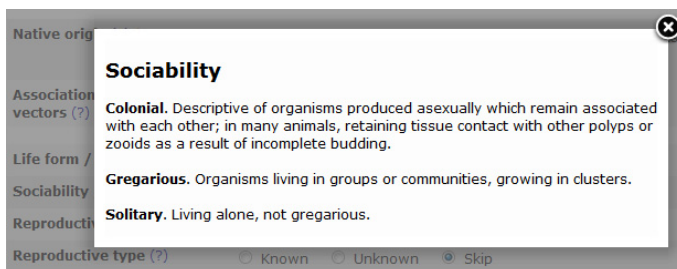 Native orig
Sociability
Association
vectors (?)
Colonial. Descriptive of organisms produced asexually which remain associated
with each other; in many animals, retaining tissue contact with other polyps or
zooids as a result of incomplete budding.
Life form /
Gregarious. Organisms living in groups or communities, growing in clusters.
Sociability
Solitary. Living alone, not gregarious.
Reproductiv
Reproductive type (?) Known Unknown Skip